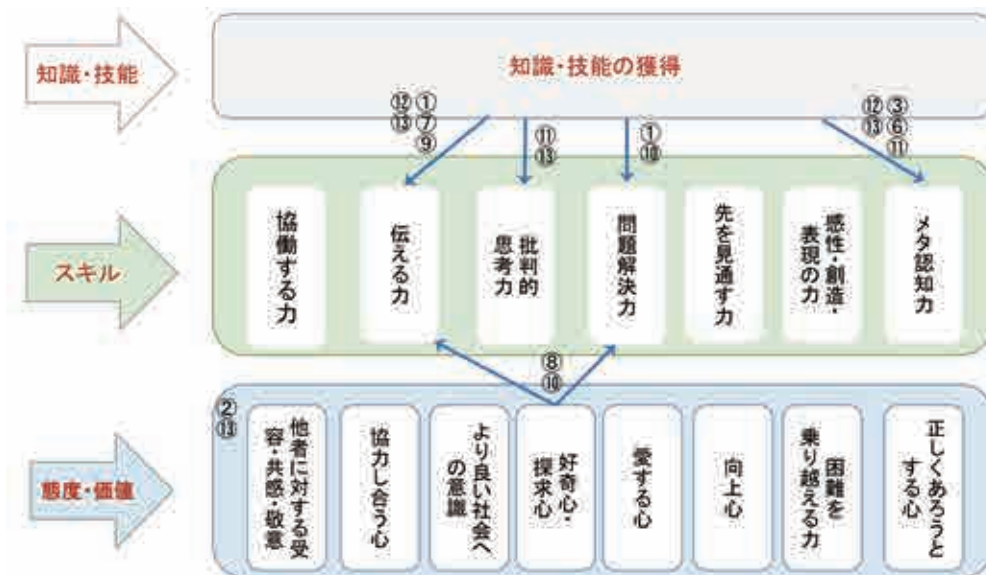 知識・技能
知識・技能の獲得
⑫①
⑬⑦
⑨
⑪
⑬
①
⑩
⑫③
⑬⑥
⑪
スキル
協働する力
伝える力
批判的
思考力
問題解決力
先を見通す力
感性・創造・
表現の力
メタ認知力
⑧
⑩
態度・価値
②
⑬
他者に対する受
容・共感・敬意
協力し合う心
より良い社会へ
の意識
好奇心・
探求心
愛する心
向上心
困難を
乗り越える力
正しくあろうと
する心